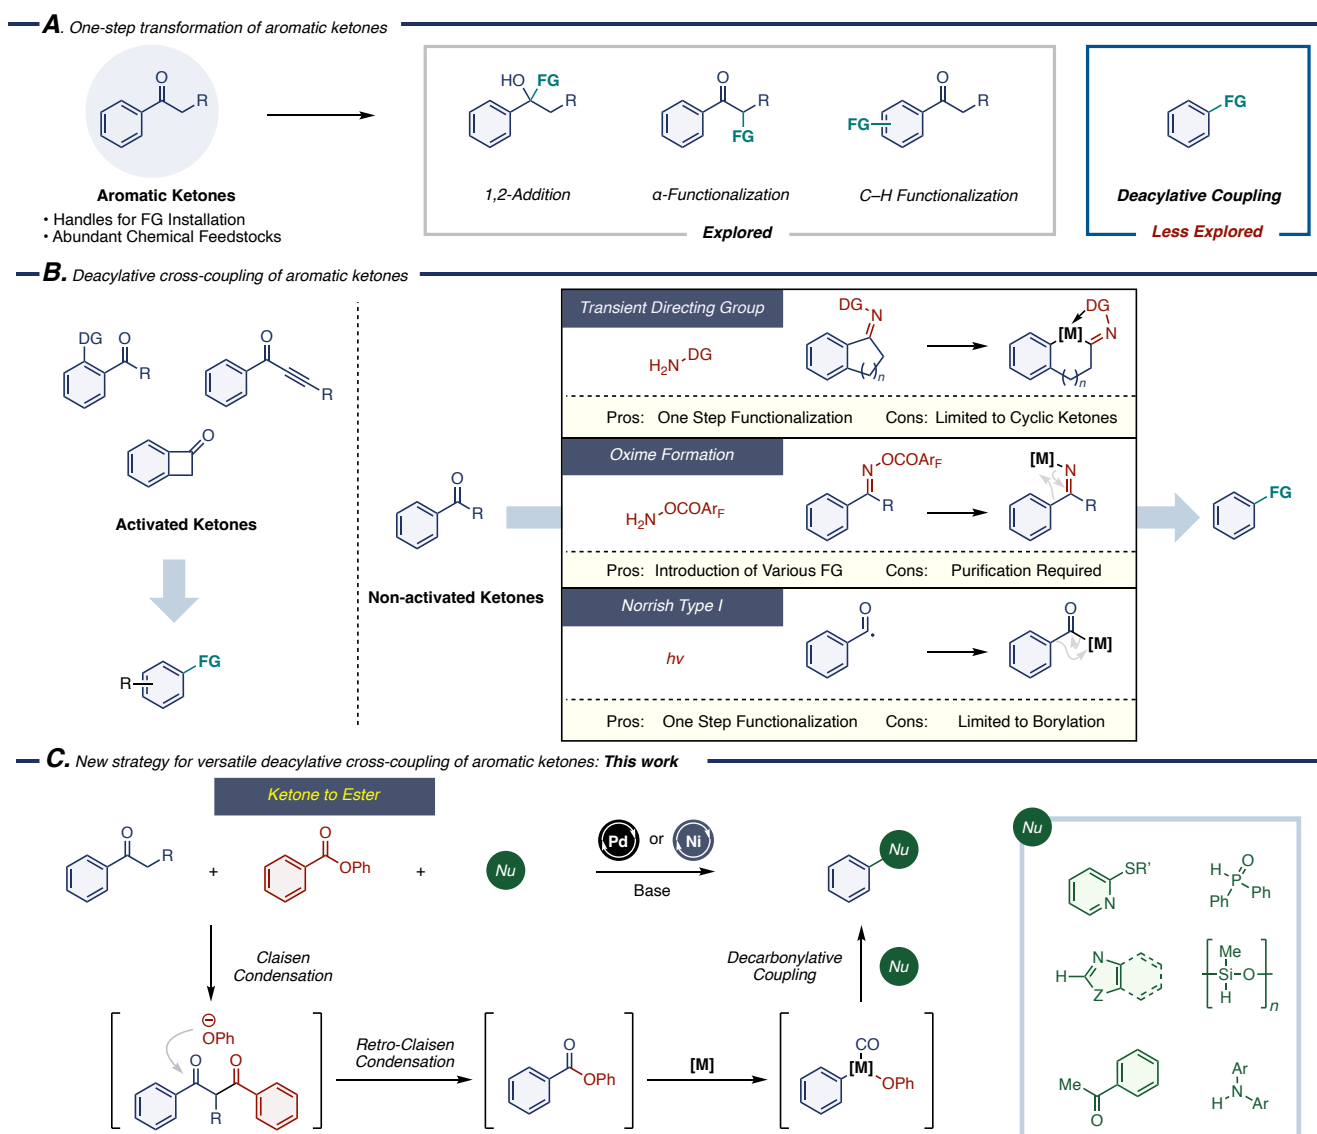 A. One-step transformation of aromatic ketones
O
R
Aromatic Ketones
• Handles for FG Installation
• Abundant Chemical Feedstocks
HO FG
R
1,2-Addition
O
R
FG
α-Functionalization
O
R
FG
C–H Functionalization
Explored
FG
Deacylative Coupling
Less Explored
B. Deacylative cross-coupling of aromatic ketones
DG O
R
O
R
O
Activated Ketones
R FG
O
R
Non-activated Ketones
Transient Directing Group
H2N DG
DG N
( )n
DG
[M] N
( )n
Pros: One Step Functionalization Cons: Limited to Cyclic Ketones
Oxime Formation
H2N OCOArF
N OCOArF
R
[M] N
R
Pros: Introduction of Various FG Cons: Purification Required
Norrish Type I
hv
O
•
O
[M]
Pros: One Step Functionalization Cons: Limited to Borylation
FG
C. New strategy for versatile deacylative cross-coupling of aromatic ketones: This work
Ketone to Ester
O
R
+
O
OPh
+
Nu
Pd or Ni
Base
Nu
Claisen
Condensation
⊖
OPh
O O
R
Retro-Claisen
Condensation
O
OPh
[M]
CO
[M]
OPh
Decarbonylative
Coupling
Nu
Nu
SR'
N
O
H P
Ph Ph
N
H
Z
Me
Si O
H n
Me
O
Ar
N
H Ar